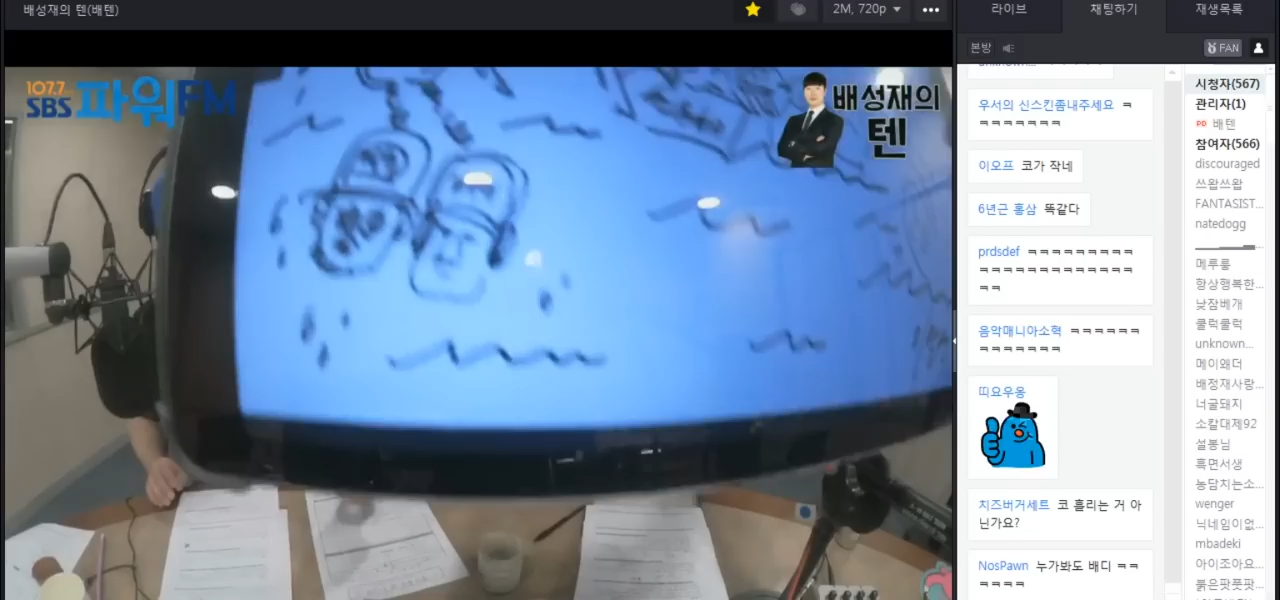 배성재의 텐(배텐)
2M, 720p
라이브
채팅하기
재생목록
본방
FAN
107.7
SBS 파워FM
배성재의
텐
우서의 신스킨좀내주세요 ㅋ
ㅋㅋㅋㅋㅋㅋㅋ
이오프 코가 작네
6년근 홍삼 똑같다
prdsdef ㅋㅋㅋㅋㅋㅋㅋㅋㅋ
ㅋㅋㅋㅋㅋㅋㅋㅋㅋㅋㅋㅋㅋ
ㅋㅋ
음악매니아소혁 ㅋㅋㅋㅋㅋㅋ
ㅋㅋㅋㅋㅋㅋㅋ
띠요우웅
치즈버거세트 코 흘리는 거 아
닌가요?
NosPawn 누가봐도 배디 ㅋㅋ
ㅋㅋㅋㅋ
시청자(567)
관리자(1)
PD 배텐
참여자(566)
discouraged
쓰왑쓰왑
FANTASIST...
natedogg
메루룽
항상행복한...
낮잠베개
쿨럭쿨럭
unknown...
메이왜더
배정재사랑...
너굴돼지
소칼대제92
설봉님
흑면서생
농담치는소...
wenger
닉네임이없...
mbadeki
아이조아요...
붉은팟풋팟...